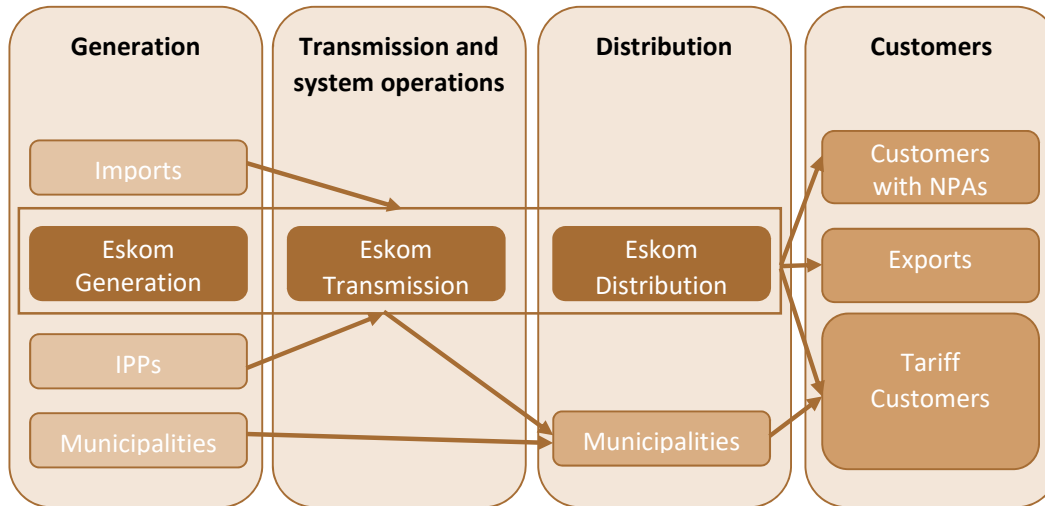 Generation
Transmission and
system operations
Distribution
Customers
Imports
Eskom
Generation
IPPs
Municipalities
Eskom
Transmission
Eskom
Distribution
Municipalities
Customers
with NPAs
Exports
Tariff
Customers